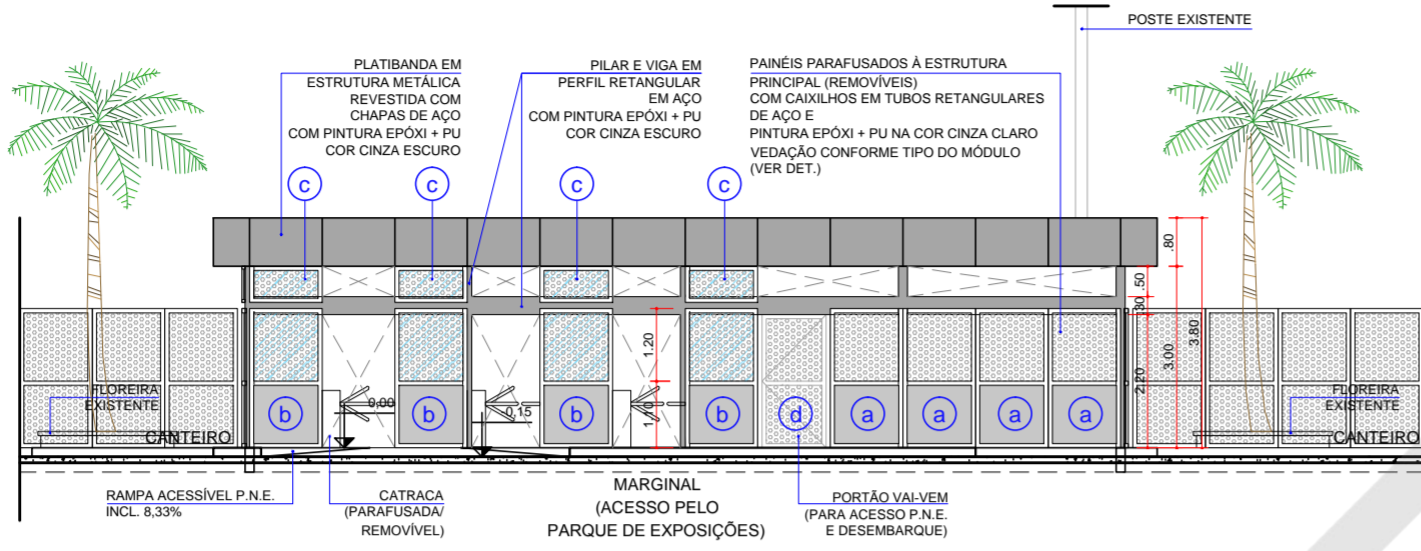 POSTE EXISTENTE
PLATIBANDA EM
ESTRUTURA METÁLICA
REVESTIDA COM
CHAPAS DE AÇO
COM PINTURA EPÓXI + PU
COR CINZA ESCURO
PILAR E VIGA EM
PERFIL RETANGULAR
EM AÇO
COM PINTURA EPÓXI + PU
COR CINZA ESCURO
PAINÉIS PARAFUSADOS À ESTRUTURA
PRINCIPAL (REMOVÍVEIS)
COM CAIXILHOS EM TUBOS RETANGULARES
DE AÇO E
PINTURA EPÓXI + PU NA COR CINZA CLARO
VEDAÇÃO CONFORME TIPO DO MÓDULO
(VER DET.)
c
c
c
c
.80
.50
.30
2.20
3.00
3.80
1.20
0,00
0,15
b
b
b
b
d
a
a
a
a
FLOREIRA
EXISTENTE
CANTEIRO
FLOREIRA
EXISTENTE
CANTEIRO
RAMPA ACESSÍVEL P.N.E.
INCL. 8,33%
CATRACA
(PARAFUSADA/
REMOVÍVEL)
MARGINAL
(ACESSO PELO
PARQUE DE EXPOSIÇÕES)
PORTÃO VAI-VEM
(PARA ACESSO P.N.E.
E DESEMBARQUE)